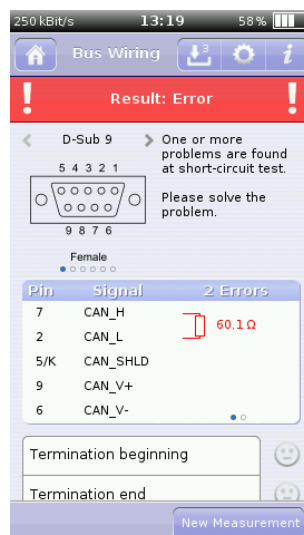 250 kBit/s 13:19 58%
Bus Wiring 3 i
! Result: Error !
D-Sub 9
5 4 3 2 1
9 8 7 6
Female
One or more
problems are found
at short-circuit test.
Please solve the
problem.
Pin Signal 2 Errors
7 CAN_H
60.1 Ω
2 CAN_L
5/K CAN_SHLD
9 CAN_V+
6 CAN_V-
Termination beginning
Termination end
New Measurement